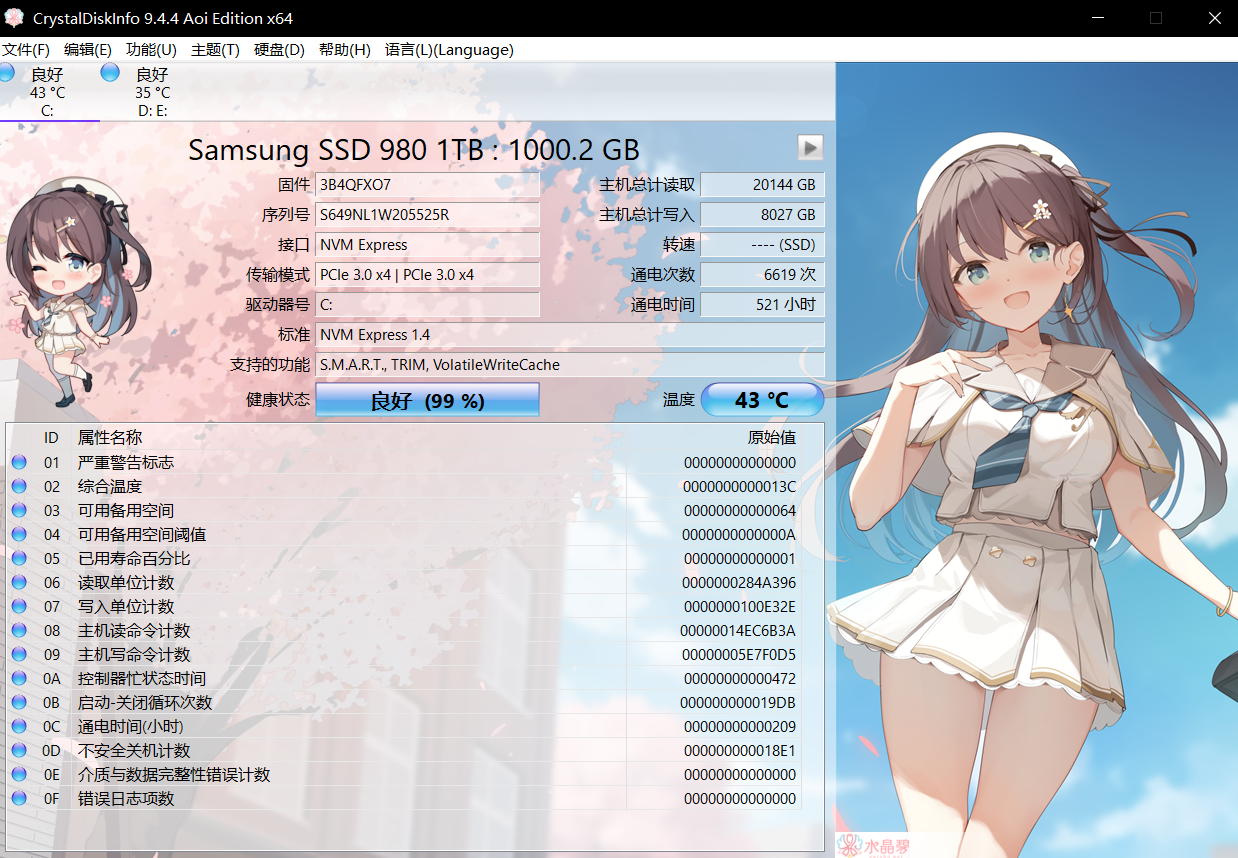 CrystalDiskInfo 9.4.4 Aoi Edition x64
文件(F) 编辑(E) 功能(U) 主题(T) 硬盘(D) 帮助(H) 语言(L)(Language)
良好 良好
43 °C 35 °C
C: D: E:
Samsung SSD 980 1TB : 1000.2 GB
固件 3B4QFXO7 主机总计读取 20144 GB
序列号 S649NL1W205525R 主机总计写入 8027 GB
接口 NVM Express 转速 ---- (SSD)
传输模式 PCIe 3.0 x4 | PCIe 3.0 x4 通电次数 6619 次
驱动器号 C: 通电时间 521 小时
标准 NVM Express 1.4
支持的功能 S.M.A.R.T., TRIM, VolatileWriteCache
健康状态 良好 (99 %) 温度 43 °C
ID 属性名称 原始值
01 严重警告标志 00000000000000
02 综合温度 0000000000013C
03 可用备用空间 00000000000064
04 可用备用空间阈值 0000000000000A
05 已用寿命百分比 00000000000001
06 读取单位计数 0000000284A396
07 写入单位计数 0000000100E32E
08 主机读命令计数 00000014EC6B3A
09 主机写命令计数 00000005E7F0D5
0A 控制器忙状态时间 00000000000472
0B 启动-关闭循环次数 000000000019DB
0C 通电时间(小时) 00000000000209
0D 不安全关机计数 000000000018E1
0E 介质与数据完整性错误计数 00000000000000
0F 错误日志项数 00000000000000
水晶雫